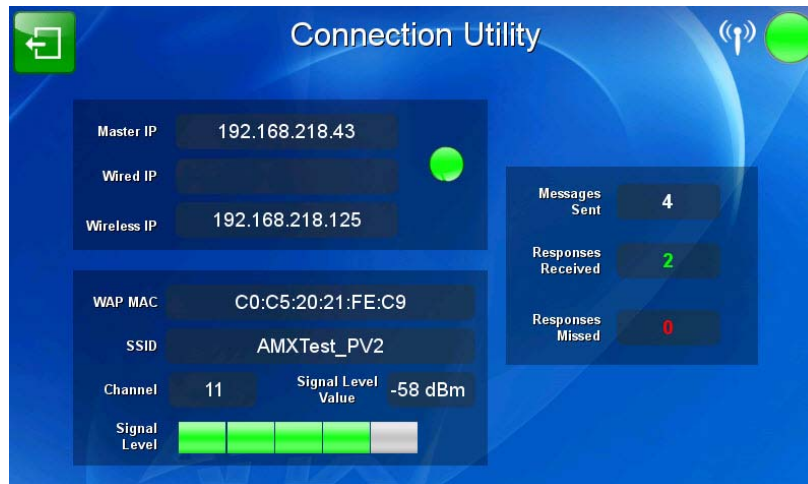 Connection Utility
Master IP 192.168.218.43
Wired IP
Wireless IP 192.168.218.125
Messages
Sent 4
Responses
Received 2
Responses
Missed 0
WAP MAC C0:C5:20:21:FE:C9
SSID AMXTest_PV2
Channel 11 Signal Level
Value -58 dBm
Signal
Level